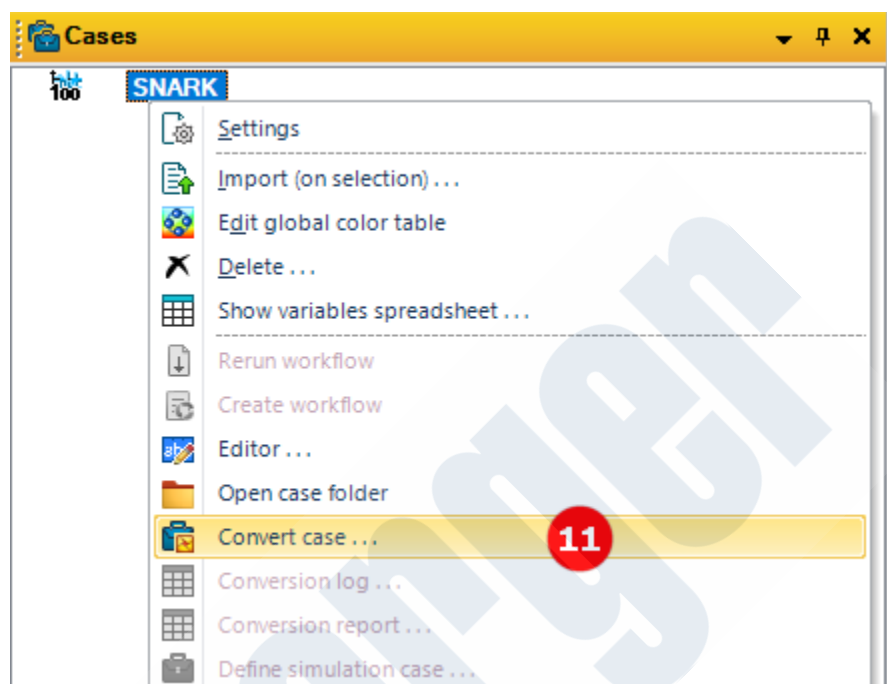 Cases
100
SNARK
Settings
Import (on selection) ...
Edit global color table
Delete ...
Show variables spreadsheet ...
Rerun workflow
Create workflow
Editor ...
Open case folder
Convert case ...
11
Conversion log ...
Conversion report ...
Define simulation case ...